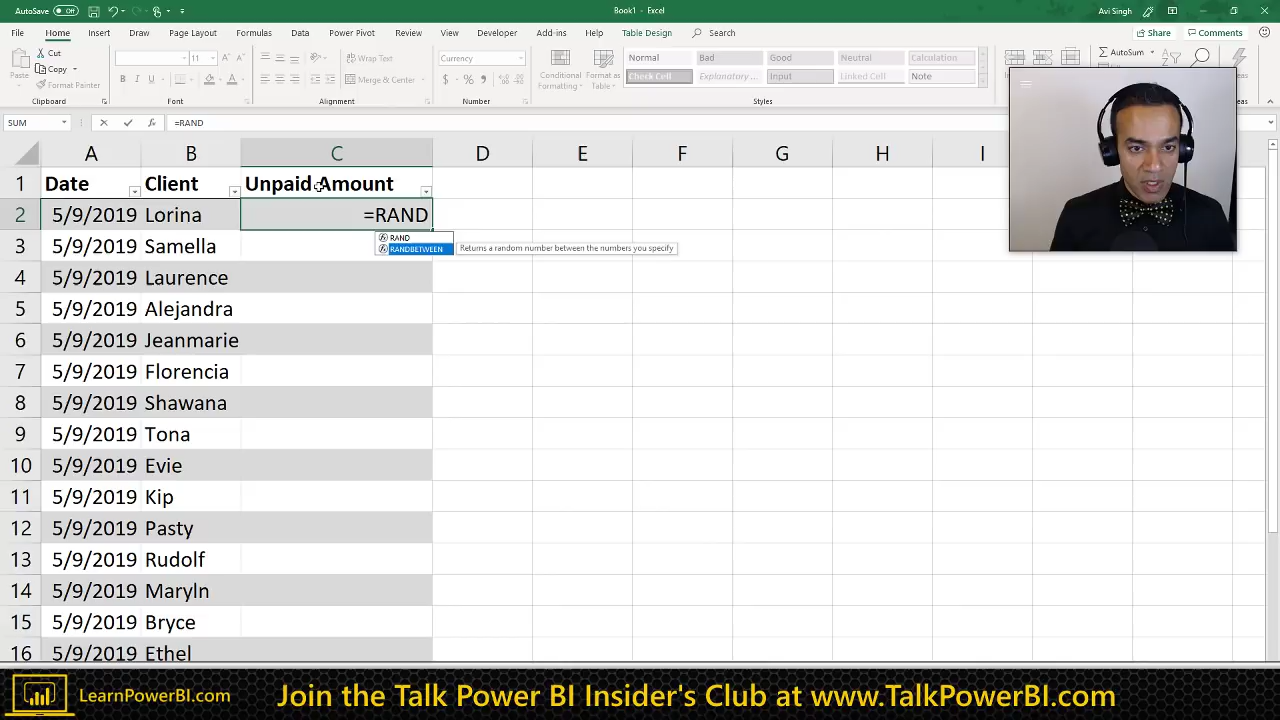 AutoSave Off
Book1 - Excel
Avi Singh
File Home Insert Draw Page Layout Formulas Data Power Pivot Review View Developer Add-ins Help Table Design Search
Share Comments
Paste
Cut
Copy
Format Painter
Clipboard
11
B I U
Font
Wrap Text
Merge & Center
Alignment
Currency
$ % ,
Number
Conditional Formatting
Format as Table
Normal Bad Good Neutral Calculation
Check Cell Explanatory ... Input Linked Cell Note
Styles
AutoSum
SUM
fx
=RAND
A B C D E F G H I
1 Date Client Unpaid Amount
2 5/9/2019 Lorina =RAND
RAND
RANDBETWEEN Returns a random number between the numbers you specify
3 5/9/2019 Samella
4 5/9/2019 Laurence
5 5/9/2019 Alejandra
6 5/9/2019 Jeanmarie
7 5/9/2019 Florencia
8 5/9/2019 Shawana
9 5/9/2019 Tona
10 5/9/2019 Evie
11 5/9/2019 Kip
12 5/9/2019 Pasty
13 5/9/2019 Rudolf
14 5/9/2019 Maryln
15 5/9/2019 Bryce
16 5/9/2019 Ethel
LearnPowerBI.com
Join the Talk Power BI Insider's Club at www.TalkPowerBI.com